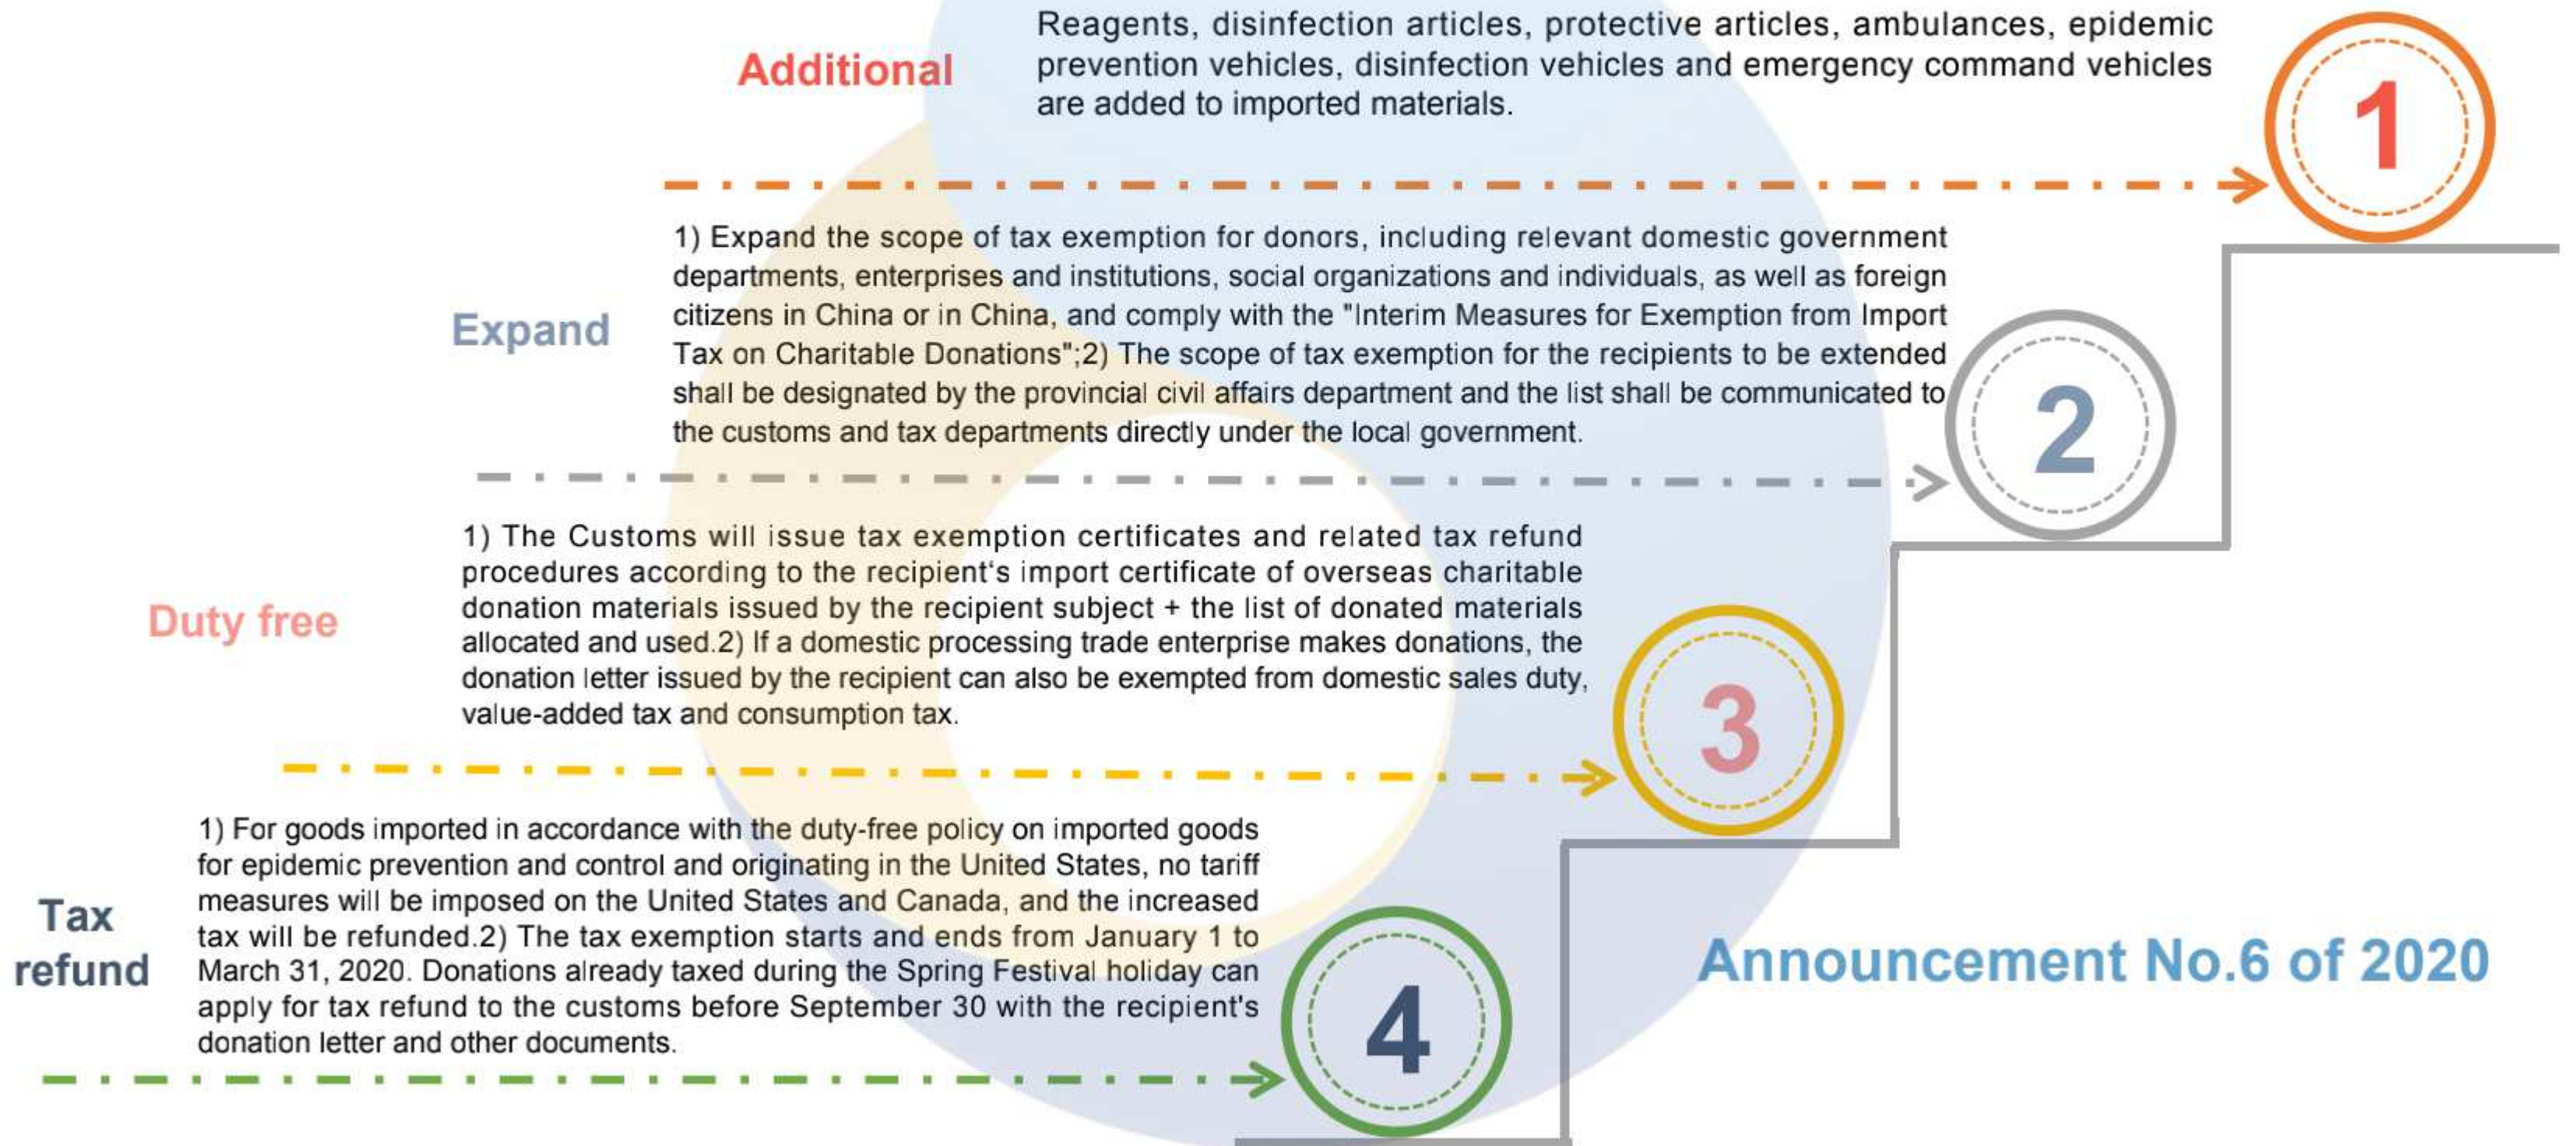 Additional
Reagents, disinfection articles, protective articles, ambulances, epidemic
prevention vehicles, disinfection vehicles and emergency command vehicles
are added to imported materials.
1
Expand
1) Expand the scope of tax exemption for donors, including relevant domestic government
departments, enterprises and institutions, social organizations and individuals, as well as foreign
citizens in China or in China, and comply with the "Interim Measures for Exemption from Import
Tax on Charitable Donations";2) The scope of tax exemption for the recipients to be extended
shall be designated by the provincial civil affairs department and the list shall be communicated to
the customs and tax departments directly under the local government.
2
Duty free
1) The Customs will issue tax exemption certificates and related tax refund
procedures according to the recipient‘s import certificate of overseas charitable
donation materials issued by the recipient subject + the list of donated materials
allocated and used.2) If a domestic processing trade enterprise makes donations, the
donation letter issued by the recipient can also be exempted from domestic sales duty,
value-added tax and consumption tax.
3
Tax
refund
1) For goods imported in accordance with the duty-free policy on imported goods
for epidemic prevention and control and originating in the United States, no tariff
measures will be imposed on the United States and Canada, and the increased
tax will be refunded.2) The tax exemption starts and ends from January 1 to
March 31, 2020. Donations already taxed during the Spring Festival holiday can
apply for tax refund to the customs before September 30 with the recipient's
donation letter and other documents.
4
Announcement No.6 of 2020